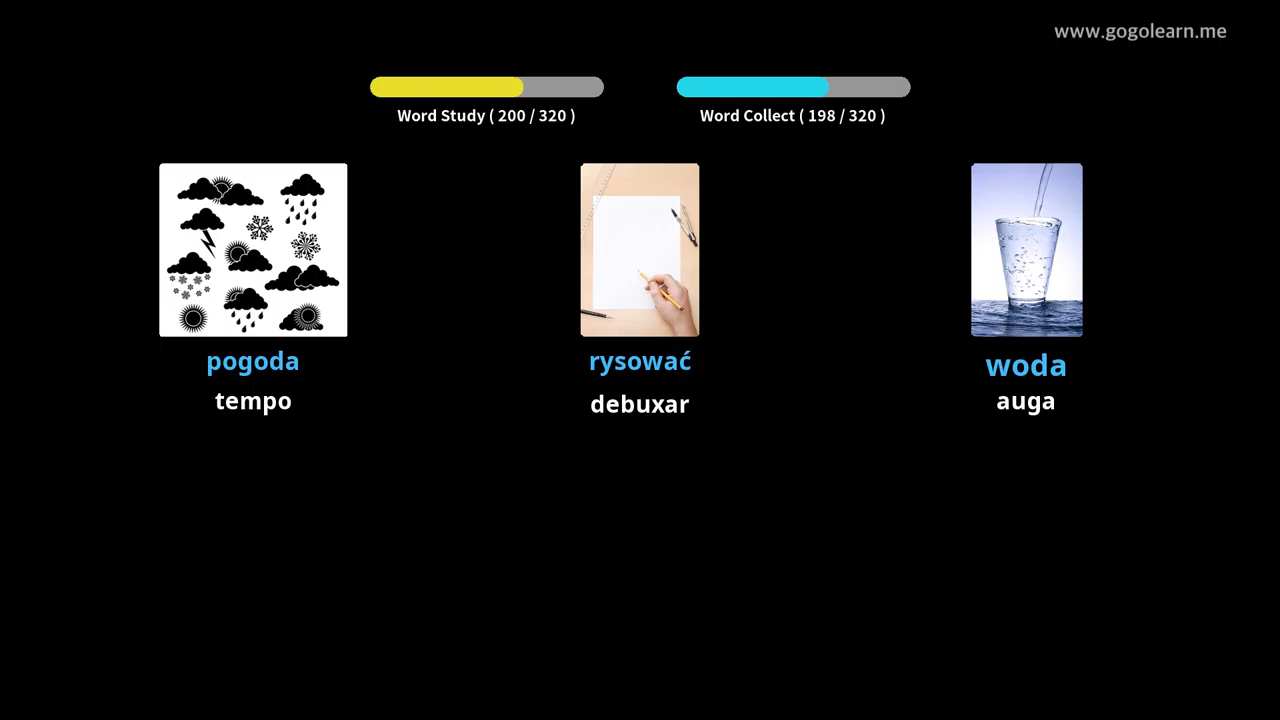 www.gogolearn.me
Word Study ( 200 / 320 )
Word Collect ( 198 / 320 )
pogoda
tempo
rysować
debuxar
woda
auga